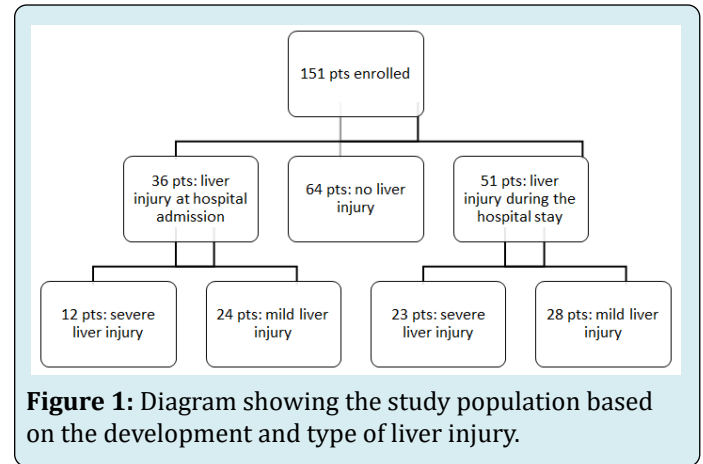 151 pts enrolled
36 pts: liver
injury at hospital
admission
64 pts: no liver
injury
51 pts: liver
injury during the
hospital stay
12 pts: severe
liver injury
24 pts: mild liver
injury
23 pts: severe
liver injury
28 pts: mild liver
injury
Figure 1: Diagram showing the study population based
on the development and type of liver injury.